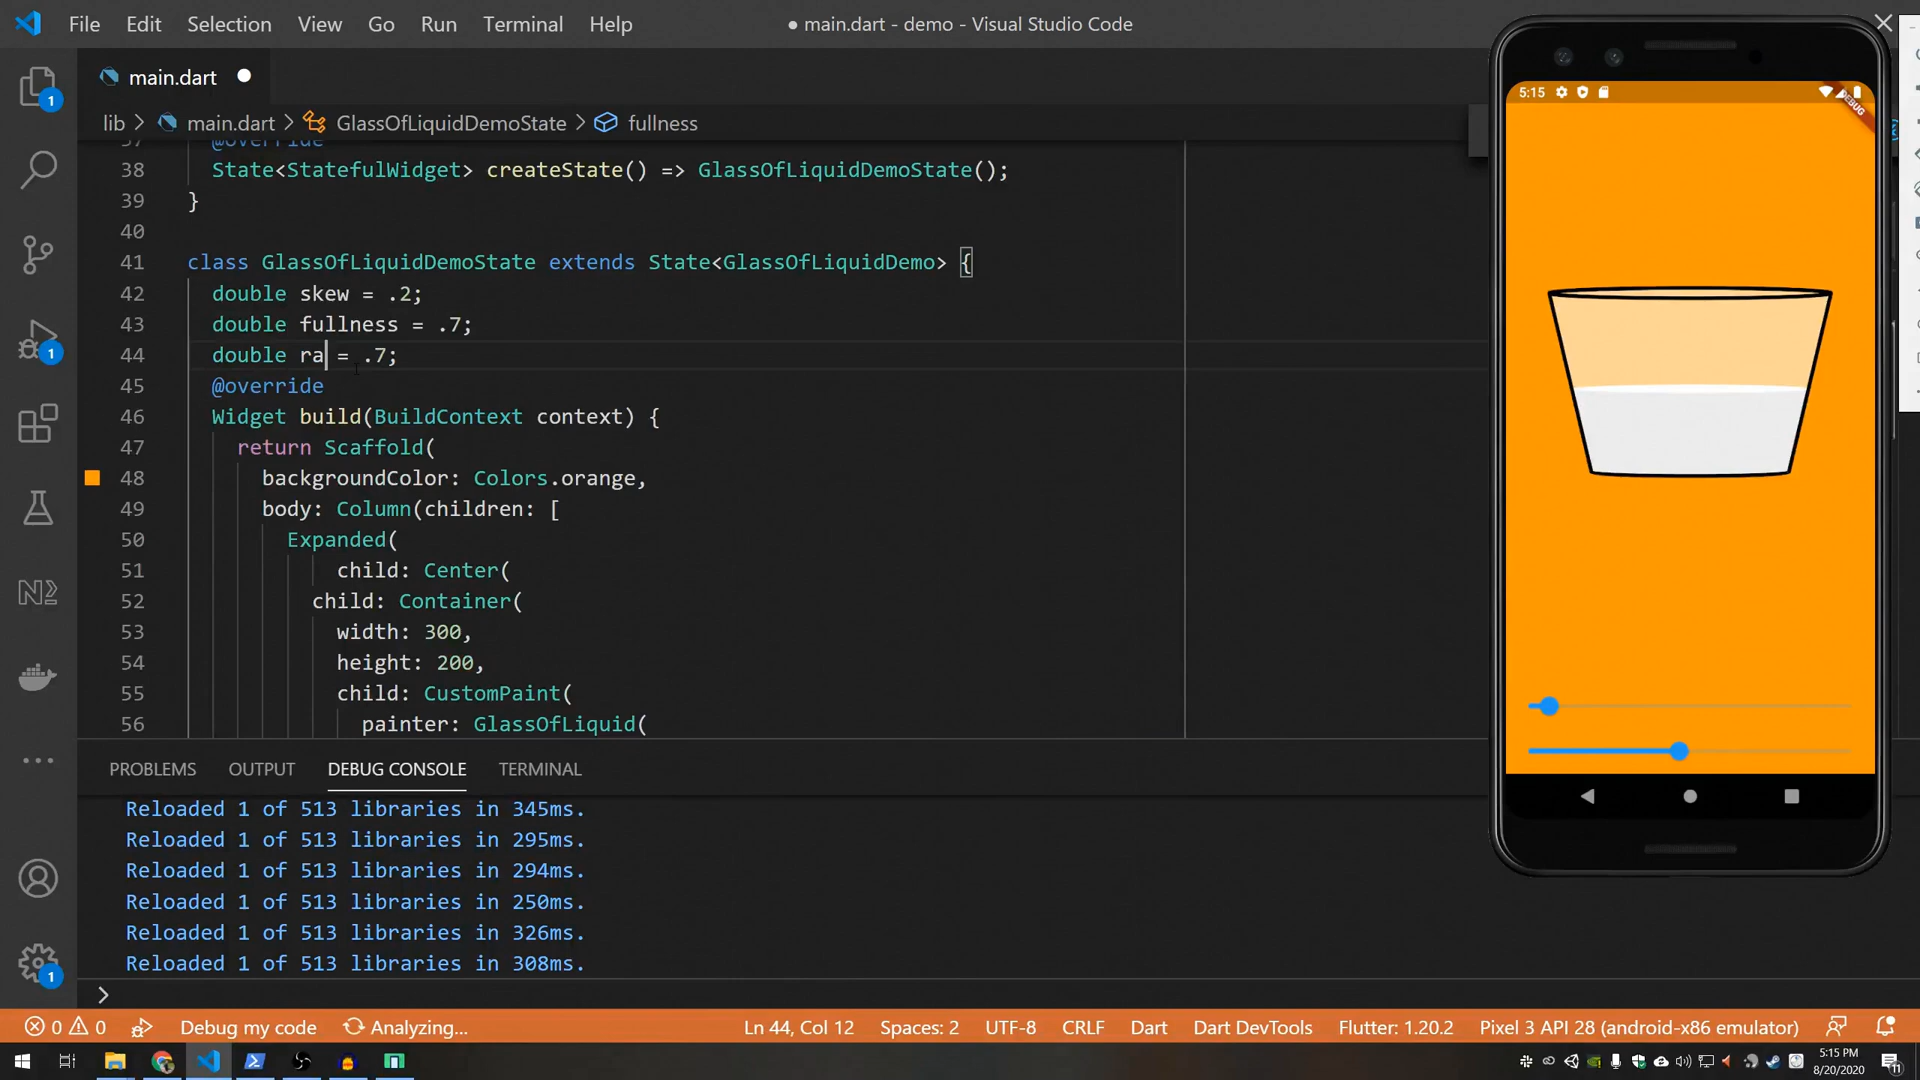 File Edit Selection View Go Run Terminal Help
● main.dart - demo - Visual Studio Code
main.dart
lib > main.dart > GlassOfLiquidDemoState > fullness
37 @override
38 State<StatefulWidget> createState() => GlassOfLiquidDemoState();
39 }
40
41 class GlassOfLiquidDemoState extends State<GlassOfLiquidDemo> {
42 double skew = .2;
43 double fullness = .7;
44 double ra = .7;
45 @override
46 Widget build(BuildContext context) {
47 return Scaffold(
48 backgroundColor: Colors.orange,
49 body: Column(children: [
50 Expanded(
51 child: Center(
52 child: Container(
53 width: 300,
54 height: 200,
55 child: CustomPaint(
56 painter: GlassOfLiquid(
5:15
DEBUG
1
1
1
PROBLEMS OUTPUT DEBUG CONSOLE TERMINAL
Reloaded 1 of 513 libraries in 345ms.
Reloaded 1 of 513 libraries in 295ms.
Reloaded 1 of 513 libraries in 294ms.
Reloaded 1 of 513 libraries in 250ms.
Reloaded 1 of 513 libraries in 326ms.
Reloaded 1 of 513 libraries in 308ms.
>
0 0 Debug my code Analyzing... Ln 44, Col 12 Spaces: 2 UTF-8 CRLF Dart Dart DevTools Flutter: 1.20.2 Pixel 3 API 28 (android-x86 emulator)
5:15 PM
8/20/2020
11